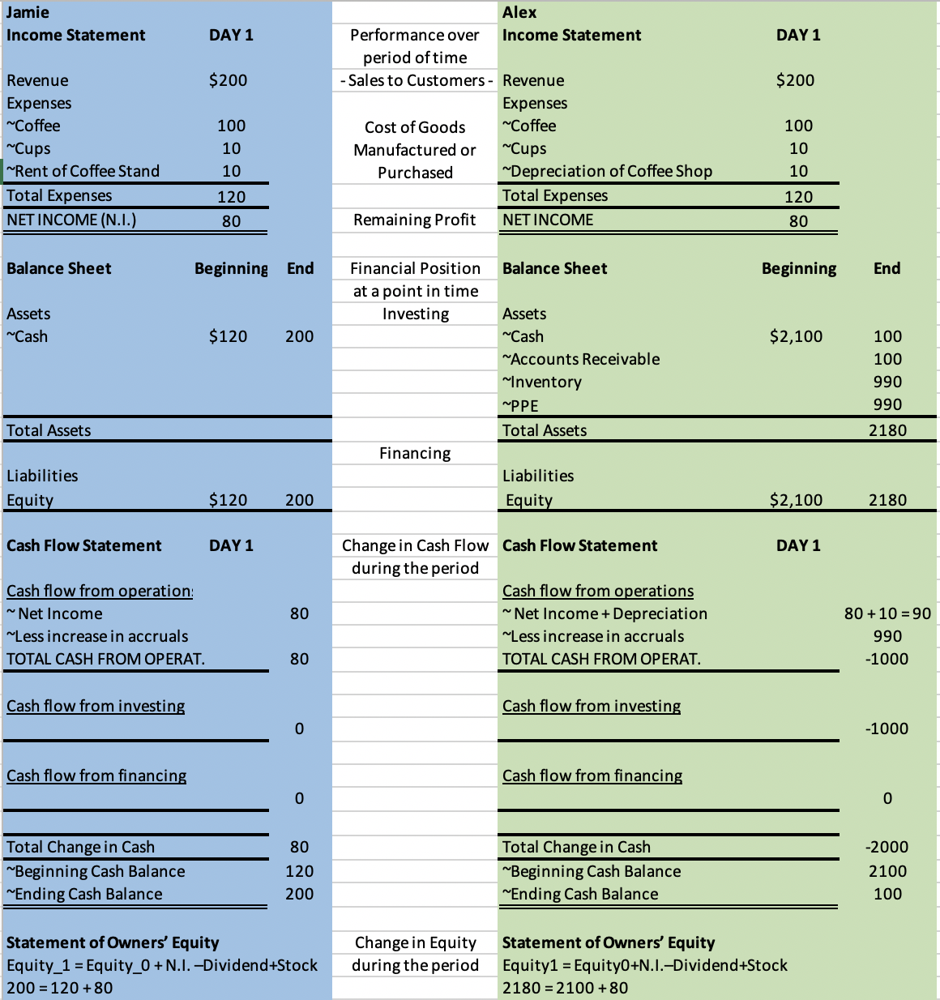 Jamie
Income Statement DAY 1
Revenue $200
Expenses
~Coffee 100
~Cups 10
~Rent of Coffee Stand 10
Total Expenses 120
NET INCOME (N.I.) 80
Balance Sheet Beginning End
Assets
~Cash $120 200
Total Assets
Liabilities
Equity $120 200
Cash Flow Statement DAY 1
Cash flow from operation
~ Net Income 80
~Less increase in accruals
TOTAL CASH FROM OPERAT. 80
Cash flow from investing
0
Cash flow from financing
0
Total Change in Cash 80
~Beginning Cash Balance 120
~Ending Cash Balance 200
Statement of Owners’ Equity
Equity_1 = Equity_0 + N.I. –Dividend+Stock
200 = 120 + 80
Performance over
period of time
- Sales to Customers -
Cost of Goods
Manufactured or
Purchased
Remaining Profit
Financial Position
at a point in time
Investing
Financing
Change in Cash Flow
during the period
Change in Equity
during the period
Alex
Income Statement DAY 1
Revenue $200
Expenses
~Coffee 100
~Cups 10
~Depreciation of Coffee Shop 10
Total Expenses 120
NET INCOME 80
Balance Sheet Beginning End
Assets
~Cash $2,100 100
~Accounts Receivable 100
~Inventory 990
~PPE 990
Total Assets 2180
Liabilities
Equity $2,100 2180
Cash Flow Statement DAY 1
Cash flow from operations
~ Net Income + Depreciation 80 + 10 = 90
~Less increase in accruals 990
TOTAL CASH FROM OPERAT. -1000
Cash flow from investing
-1000
Cash flow from financing
0
Total Change in Cash -2000
~Beginning Cash Balance 2100
~Ending Cash Balance 100
Statement of Owners’ Equity
Equity1 = Equity0+N.I.–Dividend+Stock
2180 = 2100 + 80